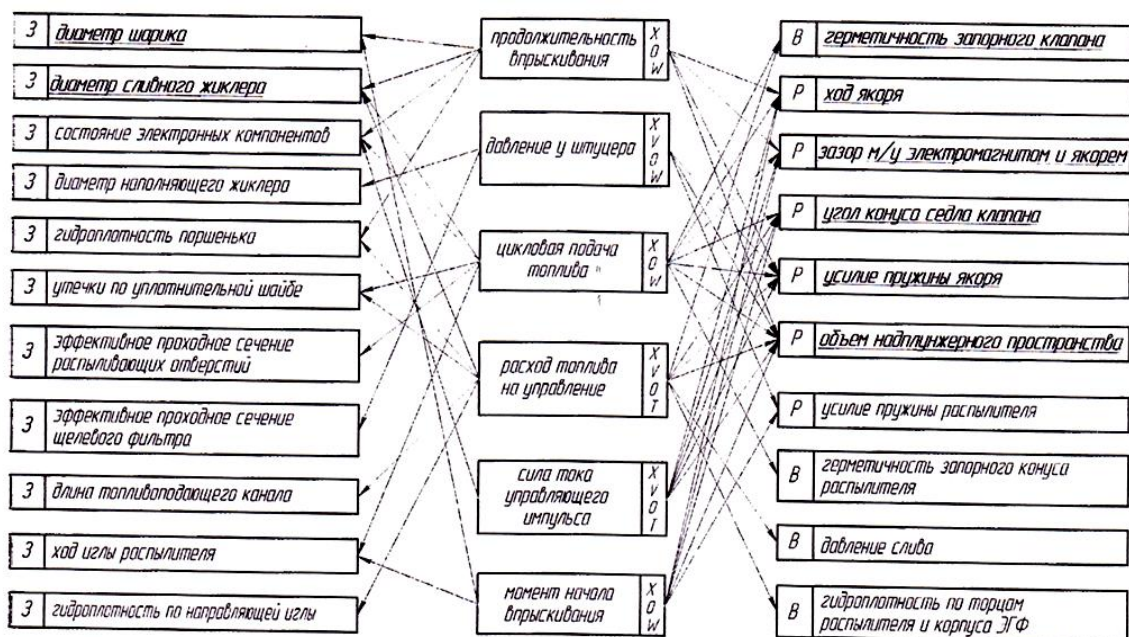 З диаметр шарика
З диаметр сливного жиклера
З состояние электронных компонентов
З диаметр наполняющего жиклера
З гидроплотность поршенька
З утечки по уплотнительной шайбе
З эффективное проходное сечение
распыливающих отверстий
З эффективное проходное сечение
щелевого фильтра
З длина топливоподающего канала
З ход иглы распылителя
З гидроплотность по направляющей иглы
продолжительность
впрыскивания
X
O
W
давление у штуцера
X
V
O
W
цикловая подача
топлива
X
O
W
расход топлива
на управление
X
V
O
T
сила тока
управляющего
импульса
X
V
O
T
момент начала
впрыскивания
X
O
W
В герметичность запорного клапана
Р ход якоря
Р зазор м/у электромагнитом и якорем
Р угол конуса седла клапана
Р усилие пружины якоря
Р объем надплунжерного пространства
Р усилие пружины распылителя
В герметичность запорного конуса
распылителя
В давление слива
В гидроплотность по торцам
распылителя и корпуса ЭГФ